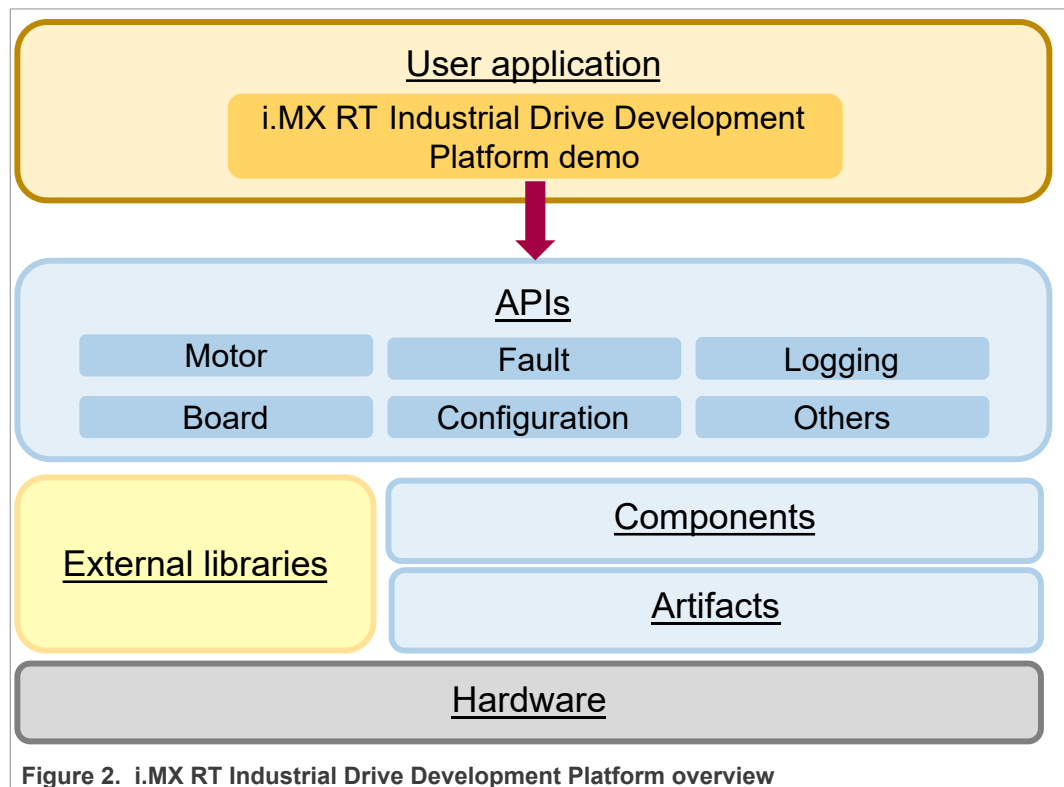 User application
i.MX RT Industrial Drive Development
Platform demo
APIs
Motor
Fault
Logging
Board
Configuration
Others
External libraries
Components
Artifacts
Hardware
Figure 2. i.MX RT Industrial Drive Development Platform overview